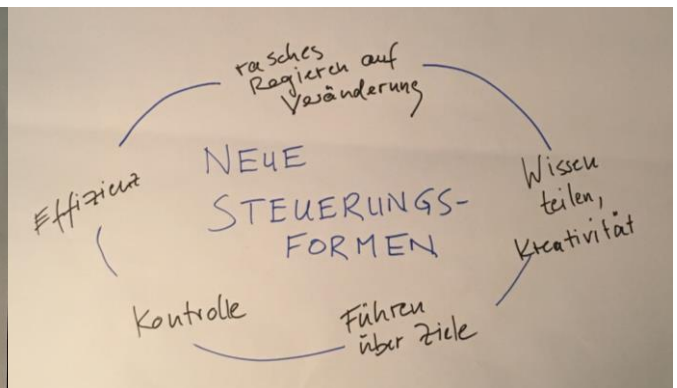 rasches
Regieren auf
Veränderung
NEUE
STEUERUNGS-
FORMEN
Wissen
teilen,
Kreativität
Führen
über Ziele
Kontrolle
Effizienz